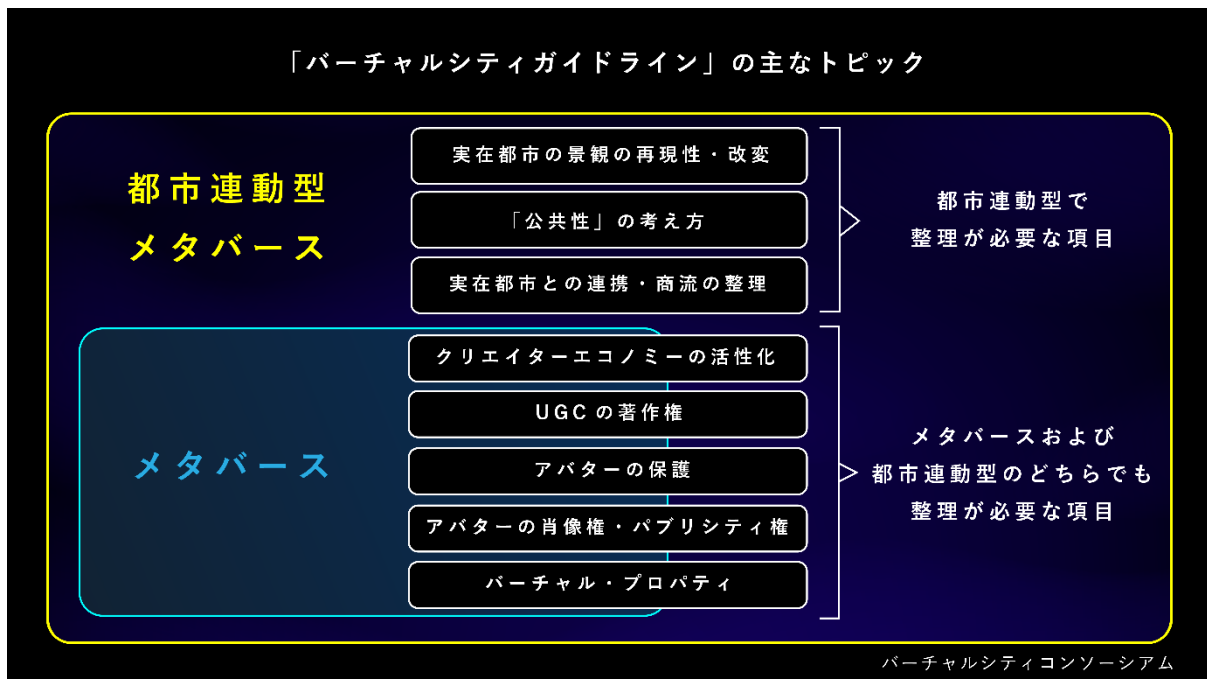 「バーチャルシティガイドライン」の主なトピック
都市連動型
メタバース
実在都市の景観の再現性・改変
「公共性」の考え方
実在都市との連携・商流の整理
都市連動型で
整理が必要な項目
メタバース
クリエイターエコノミーの活性化
UGCの著作権
アバターの保護
アバターの肖像権・パブリシティ権
バーチャル・プロパティ
メタバースおよび
都市連動型のどちらでも
整理が必要な項目
バーチャルシティコンソーシアム